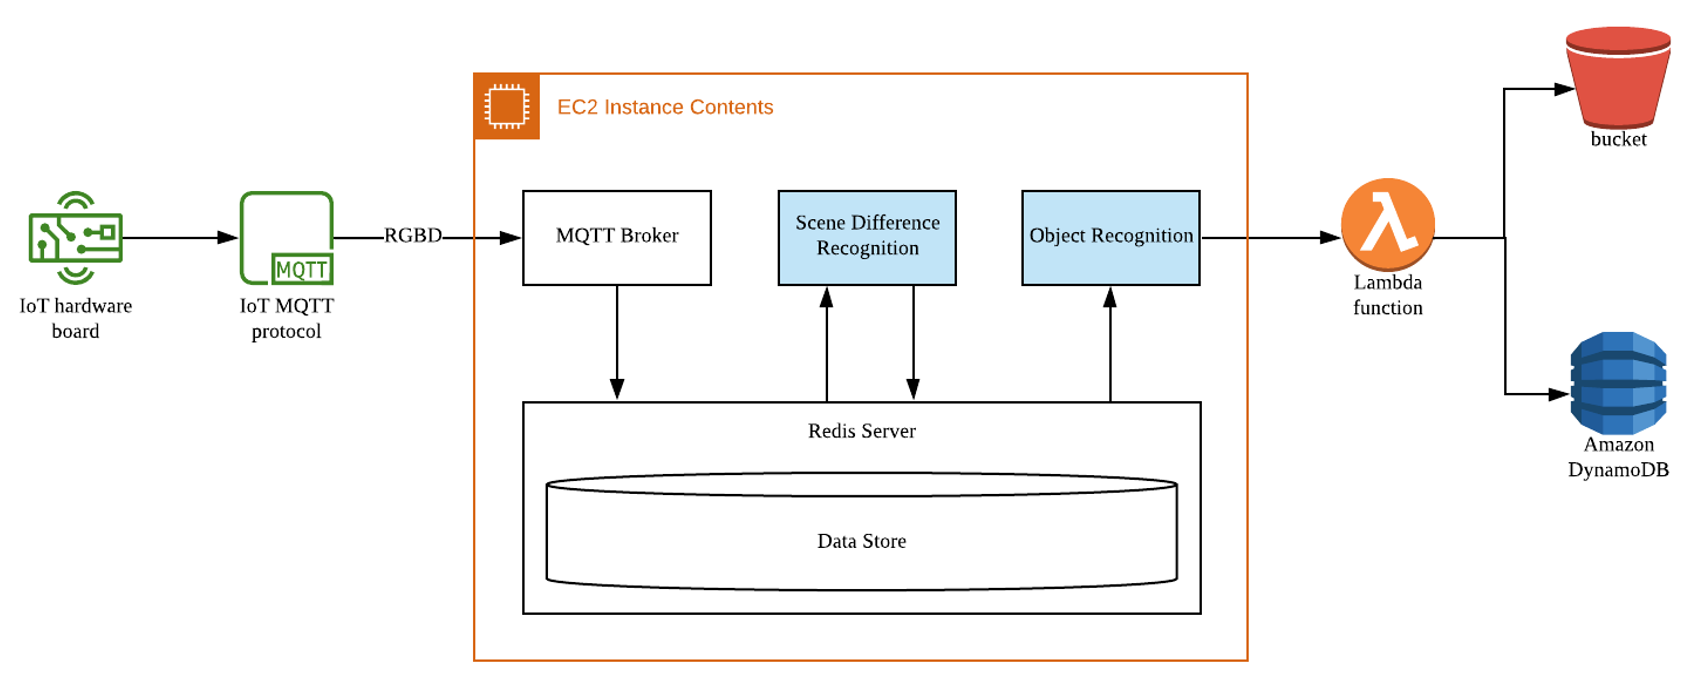 EC2 Instance Contents
IoT hardware
board
MQTT
IoT MQTT
protocol
RGBD
MQTT Broker
Scene Difference
Recognition
Object Recognition
Redis Server
Data Store
Lambda
function
bucket
Amazon
DynamoDB